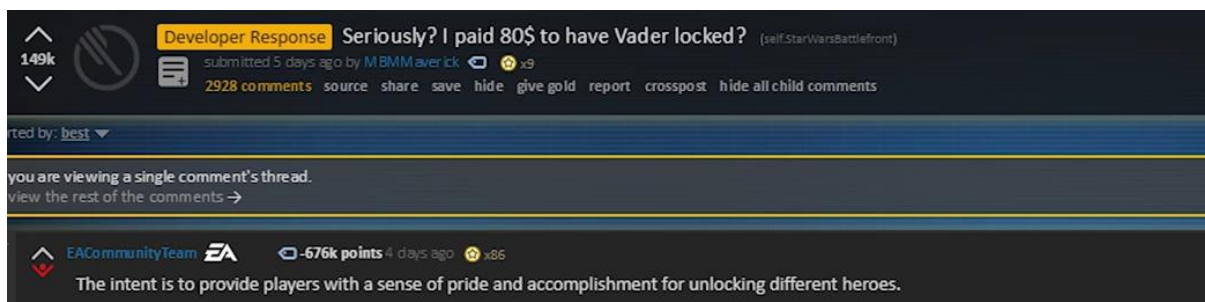 Developer Response Seriously? I paid 80$ to have Vader locked? (self.StarWarsBattlefront)
149k
submitted 5 days ago by MBMMaverick x9
2928 comments source share save hide give gold report crosspost hide all child comments
rted by: best
you are viewing a single comment's thread.
view the rest of the comments →
EACommunityTeam EA -676k points 4 days ago x86
The intent is to provide players with a sense of pride and accomplishment for unlocking different heroes.